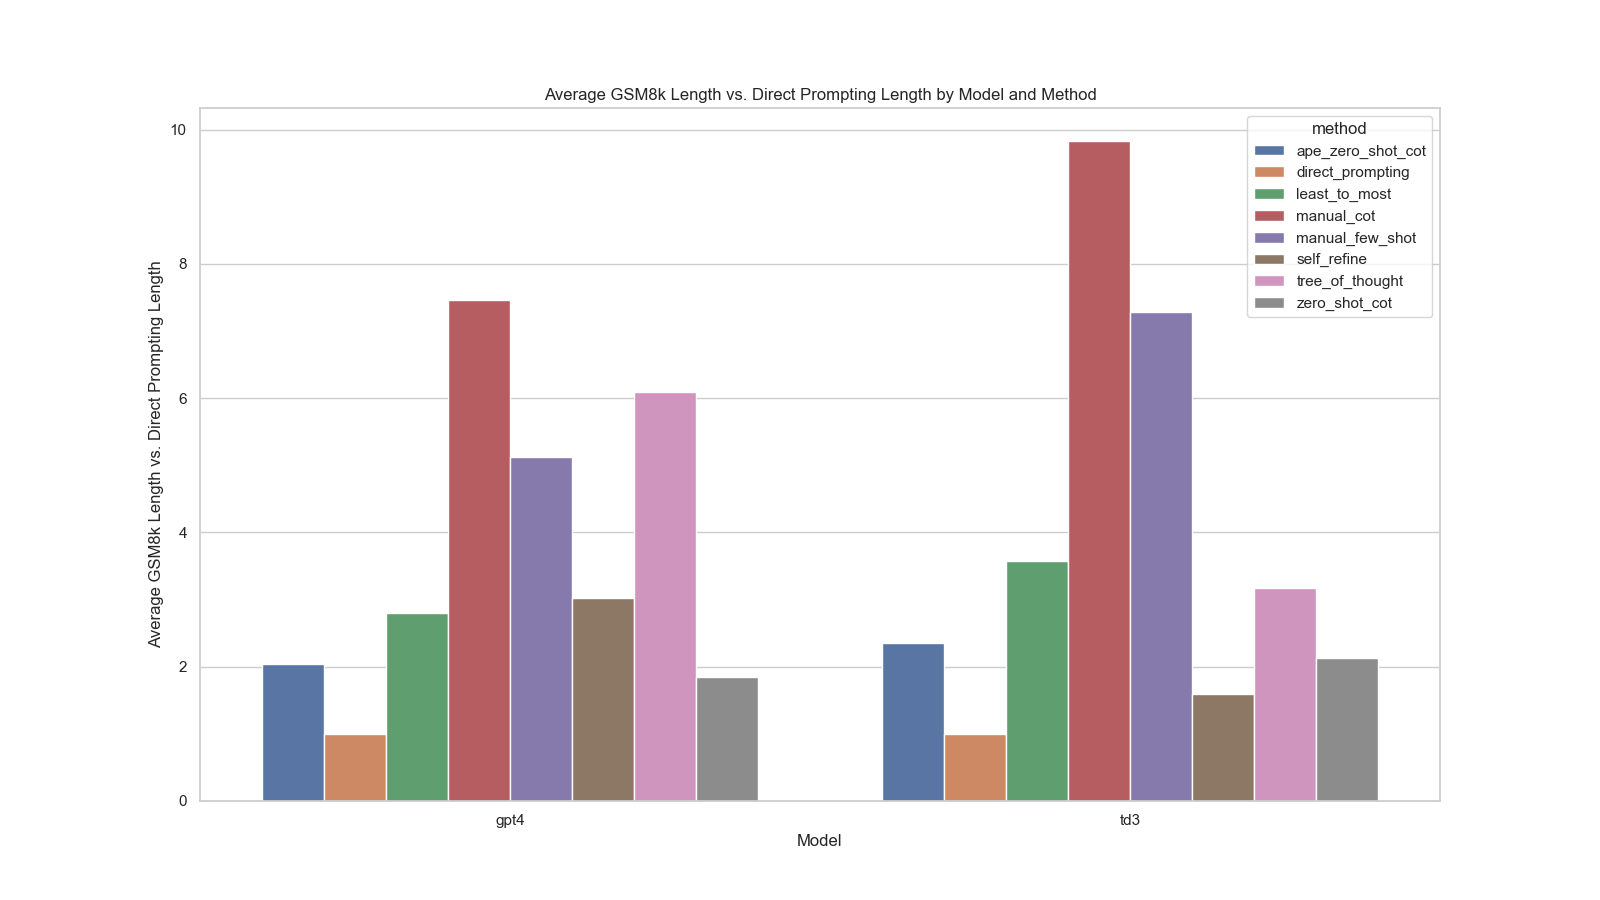 Average GSM8k Length vs. Direct Prompting Length by Model and Method
Average GSM8k Length vs. Direct Prompting Length
10
8
6
4
2
0
method
ape_zero_shot_cot
direct_prompting
least_to_most
manual_cot
manual_few_shot
self_refine
tree_of_thought
zero_shot_cot
gpt4
td3
Model